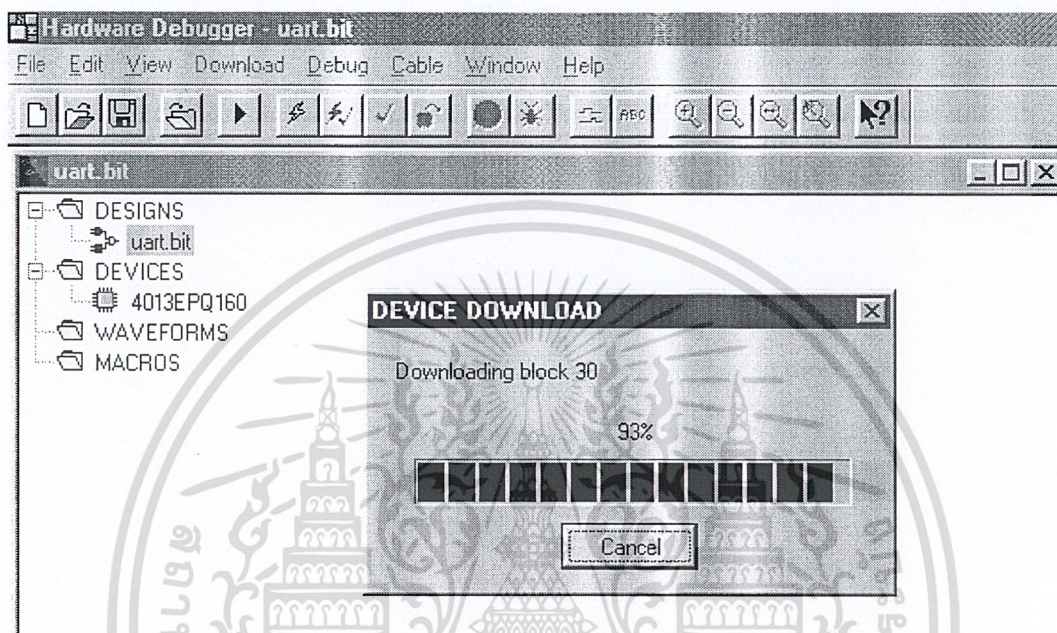 Hardware Debugger - uart.bit
File Edit View Download Debug Cable Window Help
ABC
uart.bit
DESIGNS
uart.bit
DEVICES
4013EPQ160
WAVEFORMS
MACROS
DEVICE DOWNLOAD
Downloading block 30
93%
Cancel